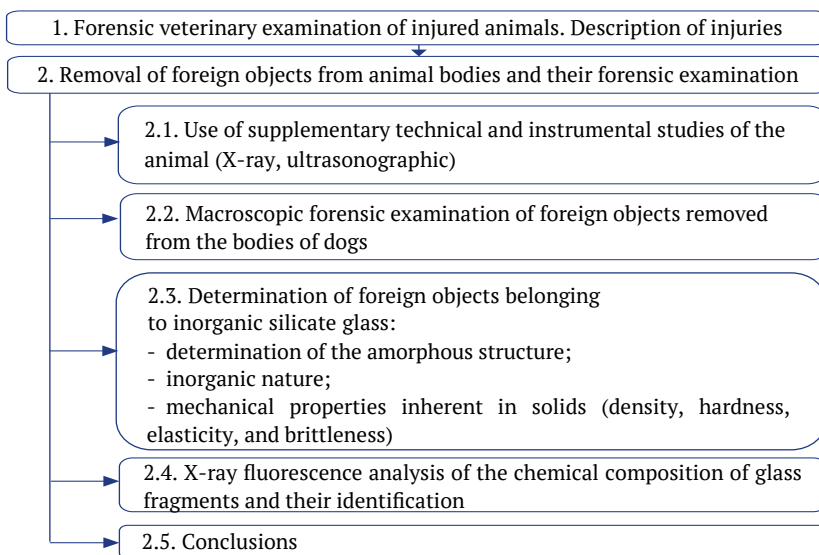 1. Forensic veterinary examination of injured animals. Description of injuries
2. Removal of foreign objects from animal bodies and their forensic examination
2.1. Use of supplementary technical and instrumental studies of the
animal (X-ray, ultrasonographic)
2.2. Macroscopic forensic examination of foreign objects removed
from the bodies of dogs
2.3. Determination of foreign objects belonging
to inorganic silicate glass:
- determination of the amorphous structure;
- inorganic nature;
- mechanical properties inherent in solids (density, hardness,
elasticity, and brittleness)
2.4. X-ray fluorescence analysis of the chemical composition of glass
fragments and their identification
2.5. Conclusions